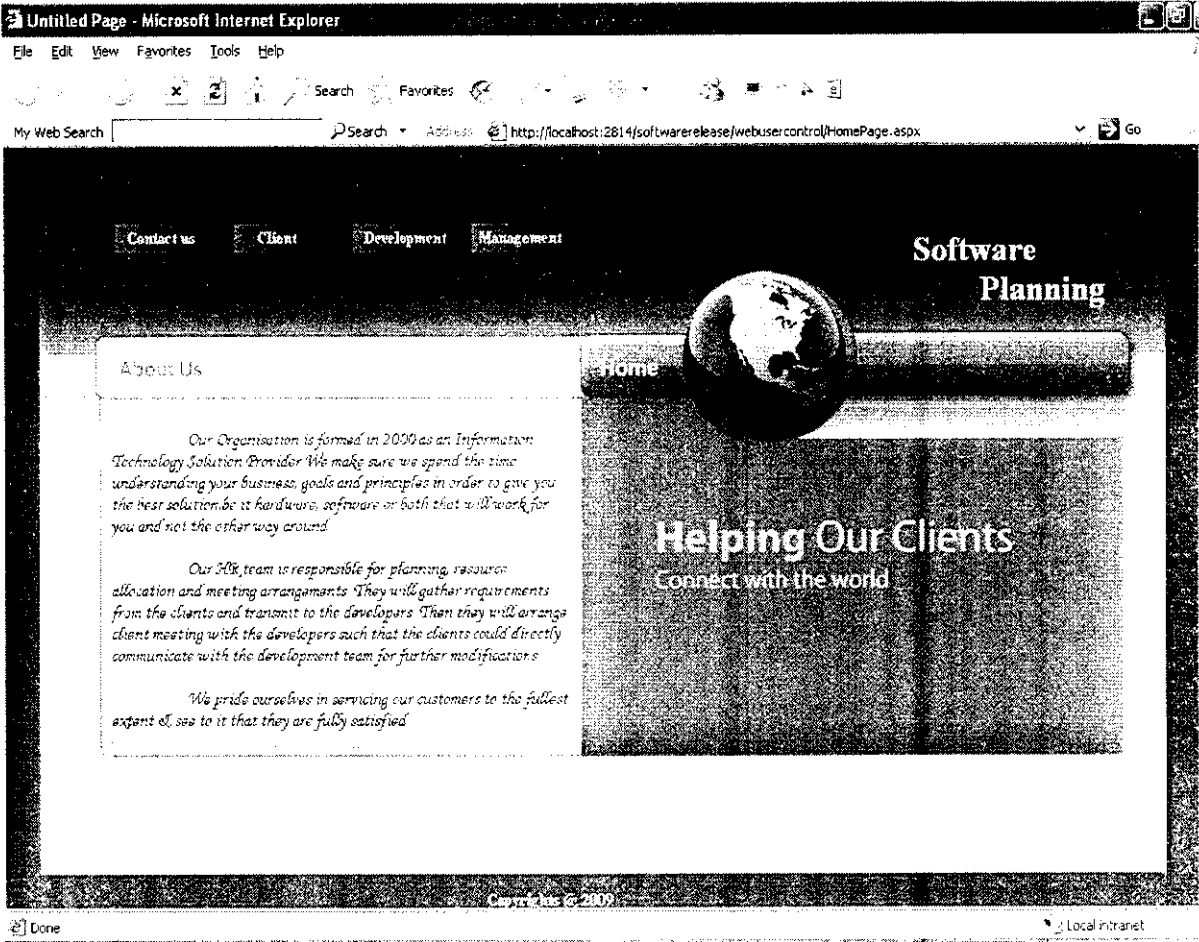 Untitled Page - Microsoft Internet Explorer
File Edit View Favorites Tools Help
Search Favorites
My Web Search Search Address http://localhost:2814/softwarerelease/webusercontrol/HomePage.aspx Go
Contact us Client Development Management
Software
Planning
About Us
Home
Our Organisation is formed in 2000 as an Information
Technology Solution Provider We make sure we spend the time
understanding your business, goals and principles in order to give you
the best solution.be it hardware, software or both that will work for
you and not the other way around
Our HR team is responsible for planning, resource
allocation and meeting arrangements They will gather requirements
from the clients and transmit to the developers Then they will arrange
client meeting with the developers such that the clients could directly
communicate with the development team for further modifications
We pride ourselves in servicing our customers to the fullest
extent & see to it that they are fully satisfied
Helping Our Clients
Connect with the world
Copyrights @ 2009
Done Local intranet